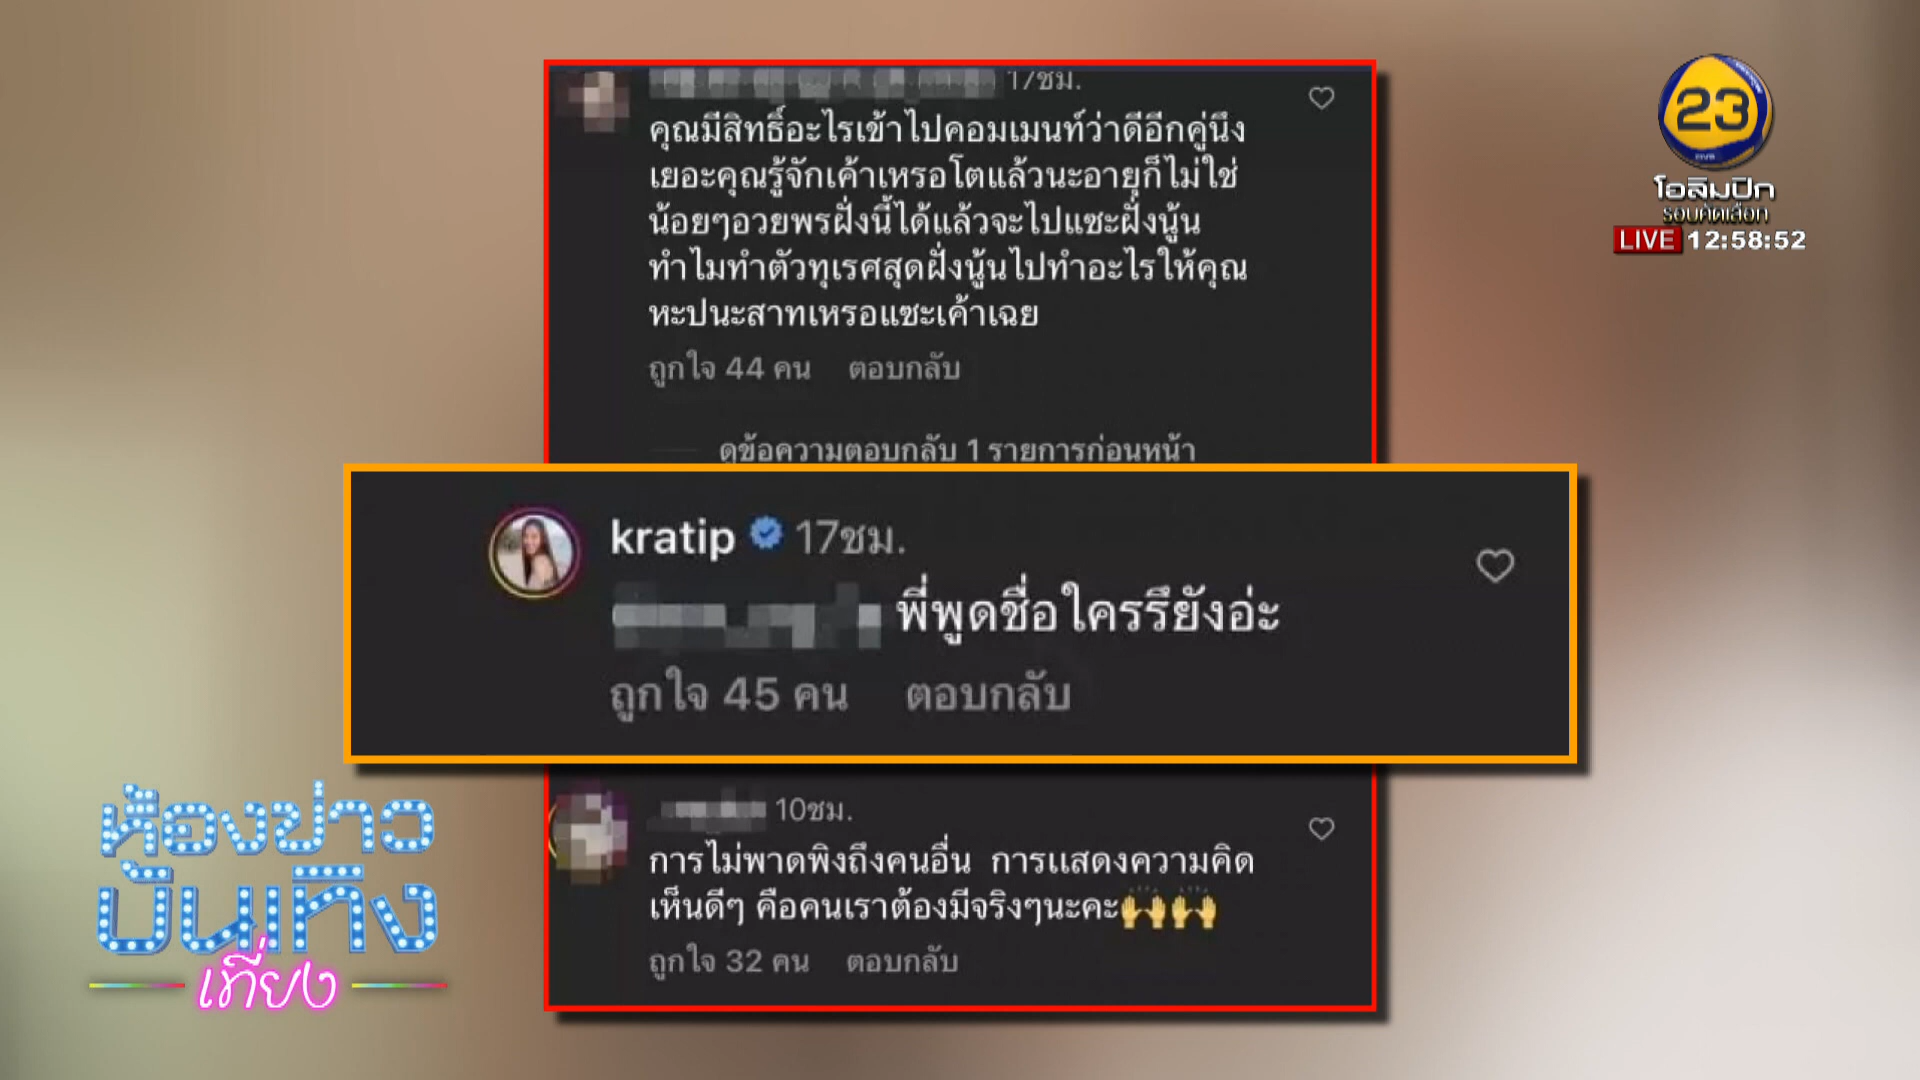 17ชม.
คุณมีสิทธิ์อะไรเข้าไปคอมเมนท์ว่าดีอีกคู่นึง
เยอะคุณรู้จักเค้าเหรอโตแล้วนะอายุก็ไม่ใช่
น้อยๆอวยพรฝั่งนี้ได้แล้วจะไปแซะฝั่งนู้น
ทำไมทำตัวทุเรศสุดฝั่งนู้นไปทำอะไรให้คุณ
หะปนะสาทเหรอแซะเค้าเฉย
ถูกใจ 44 คน ตอบกลับ
ดูข้อความตอบกลับ 1 รายการก่อนหน้า
kratip 17ชม.
พี่พูดชื่อใครรึยังอ่ะ
ถูกใจ 45 คน ตอบกลับ
10ชม.
การไม่พาดพิงถึงคนอื่น การแสดงความคิด
เห็นดีๆ คือคนเราต้องมีจริงๆนะคะ🙌🙌
ถูกใจ 32 คน ตอบกลับ
23
โอลิมปิก
รอบคัดเลือก
LIVE 12:58:52
ห้องข่าว
บันเทิง
เที่ยง